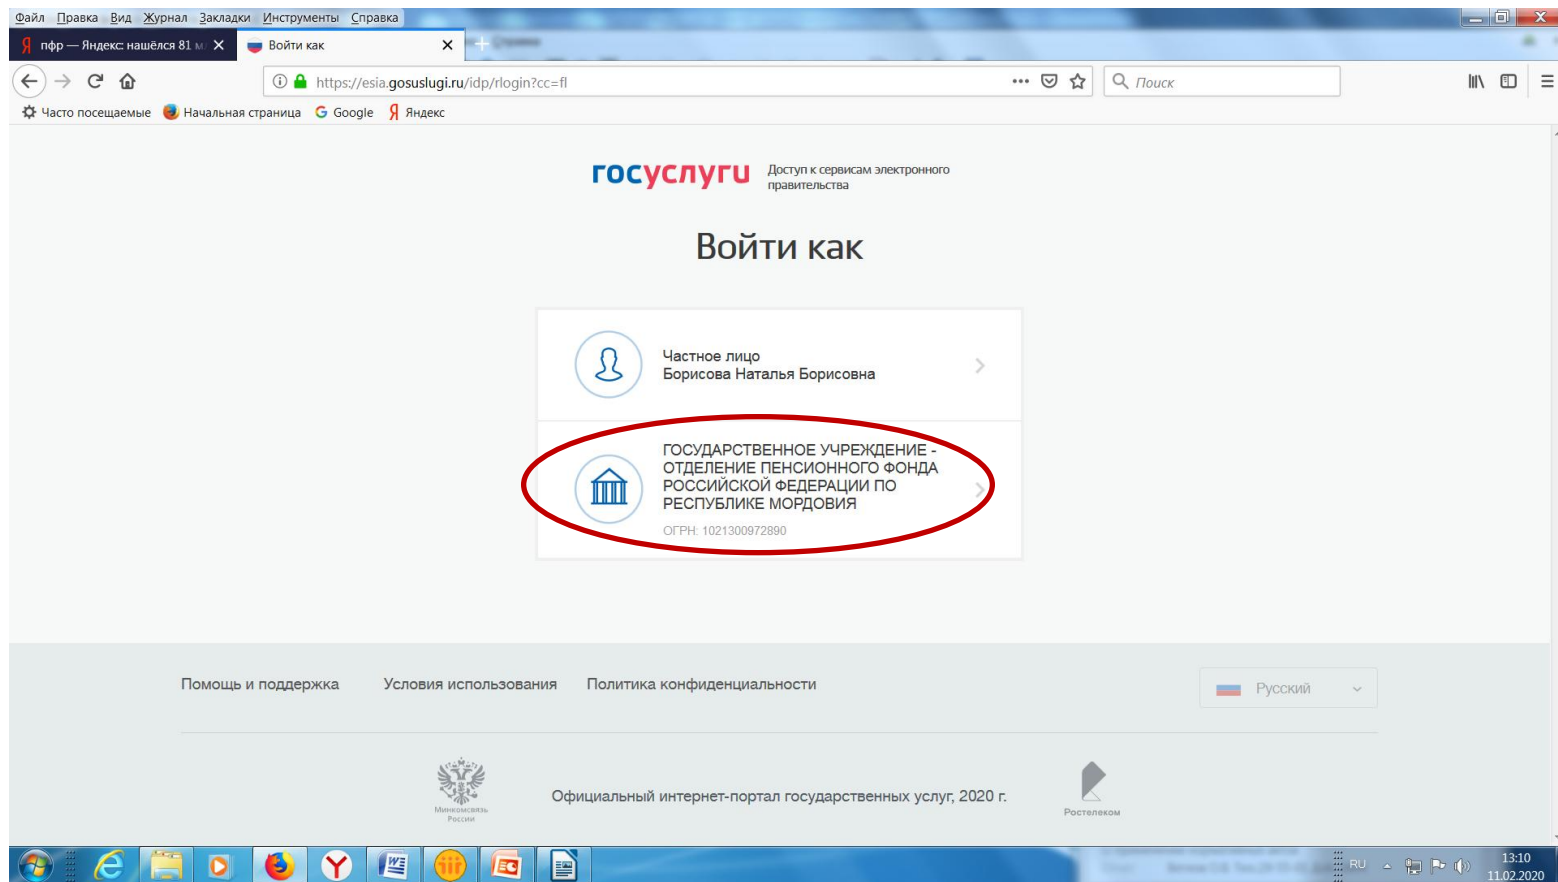 Файл Правка Вид Журнал Закладки Инструменты Справка
пфр — Яндекс: нашёлся 81 м
Войти как
https://esia.gosuslugi.ru/idp/rlogin?cc=fl
Поиск
Часто посещаемые Начальная страница Google Яндекс
госуслуги
Доступ к сервисам электронного
правительства
Войти как
Частное лицо
Борисова Наталья Борисовна
ГОСУДАРСТВЕННОЕ УЧРЕЖДЕНИЕ -
ОТДЕЛЕНИЕ ПЕНСИОННОГО ФОНДА
РОССИЙСКОЙ ФЕДЕРАЦИИ ПО
РЕСПУБЛИКЕ МОРДОВИЯ
ОГРН: 1021300972890
Помощь и поддержка Условия использования Политика конфиденциальности
Русский
Минкомсвязь
России
Официальный интернет-портал государственных услуг, 2020 г.
Ростелеком
RU
13:10
11.02.2020